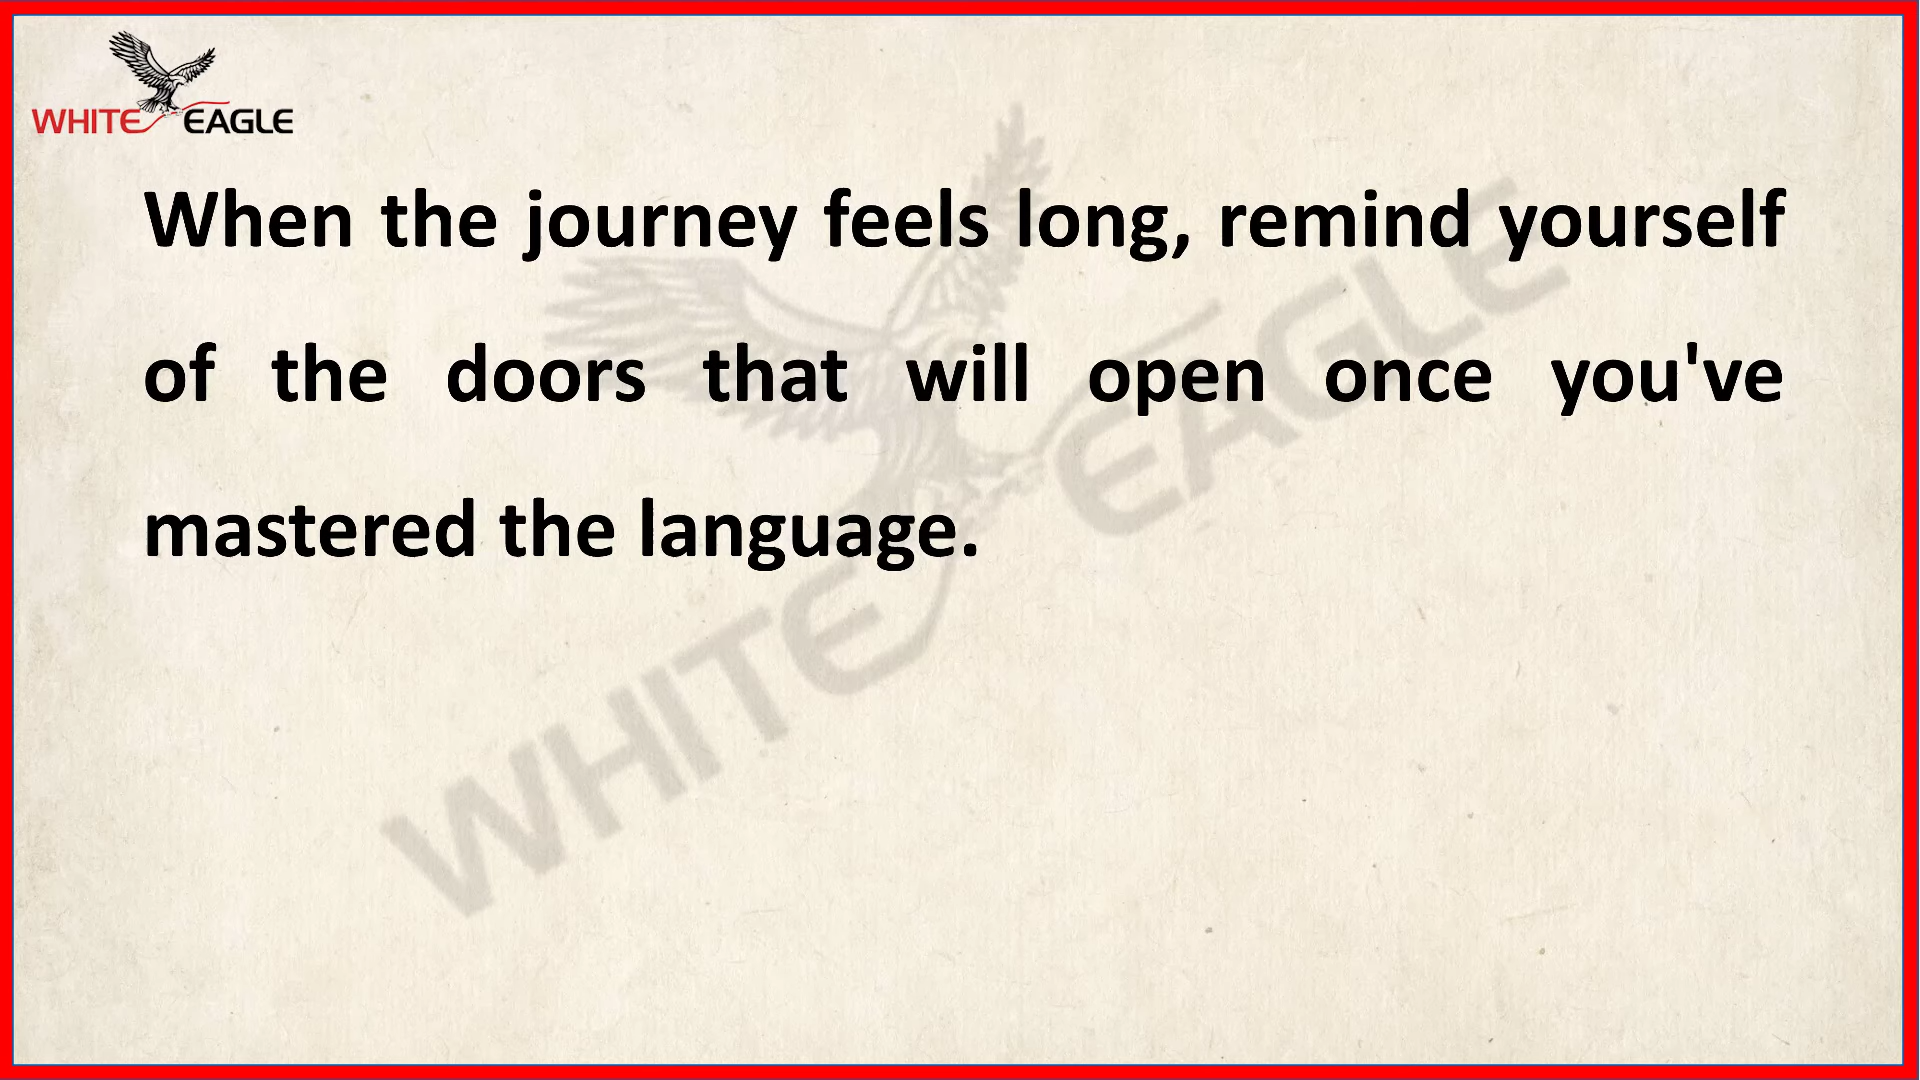 WHITE EAGLE
When the journey feels long, remind yourself
of the doors that will open once you've
mastered the language.
WHITE EAGLE